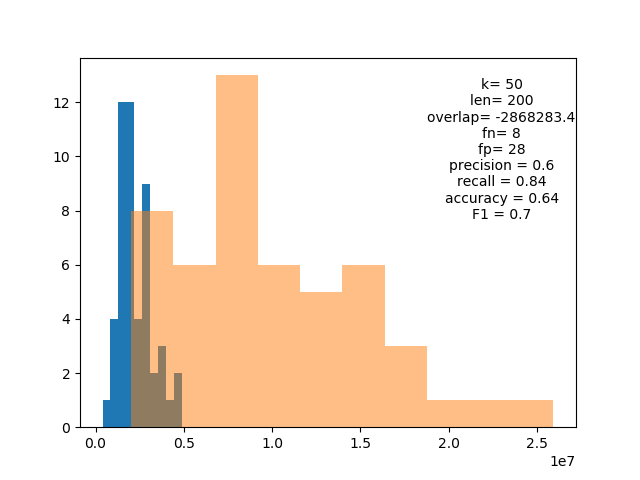 k= 50
len= 200
overlap= -2868283.4
fn= 8
fp= 28
precision = 0.6
recall = 0.84
accuracy = 0.64
F1 = 0.7
12
10
8
6
4
2
0
0.0 0.5 1.0 1.5 2.0 2.5
1e7